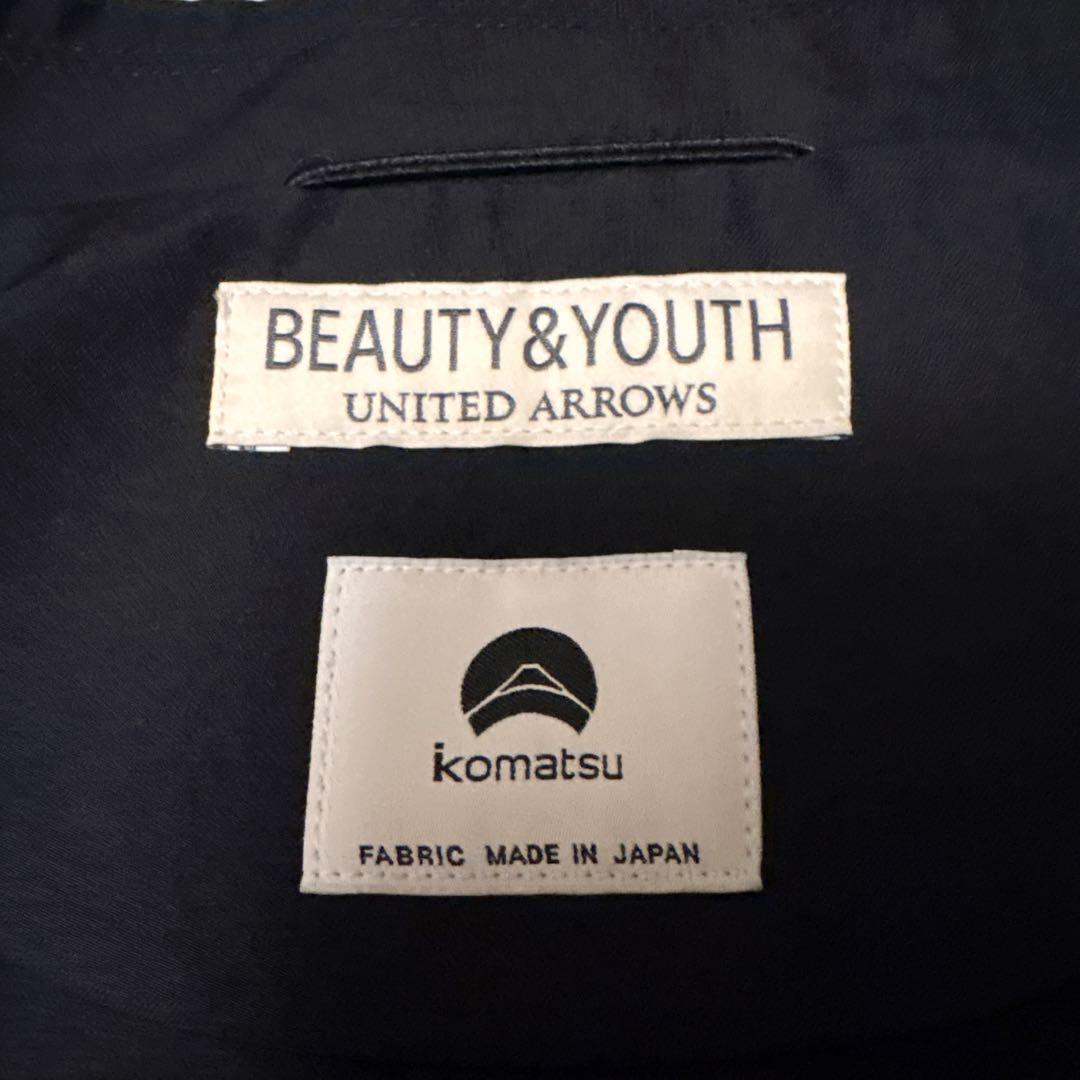 BEAUTY&YOUTH
UNITED ARROWS
komatsu
FABRIC MADE IN JAPAN